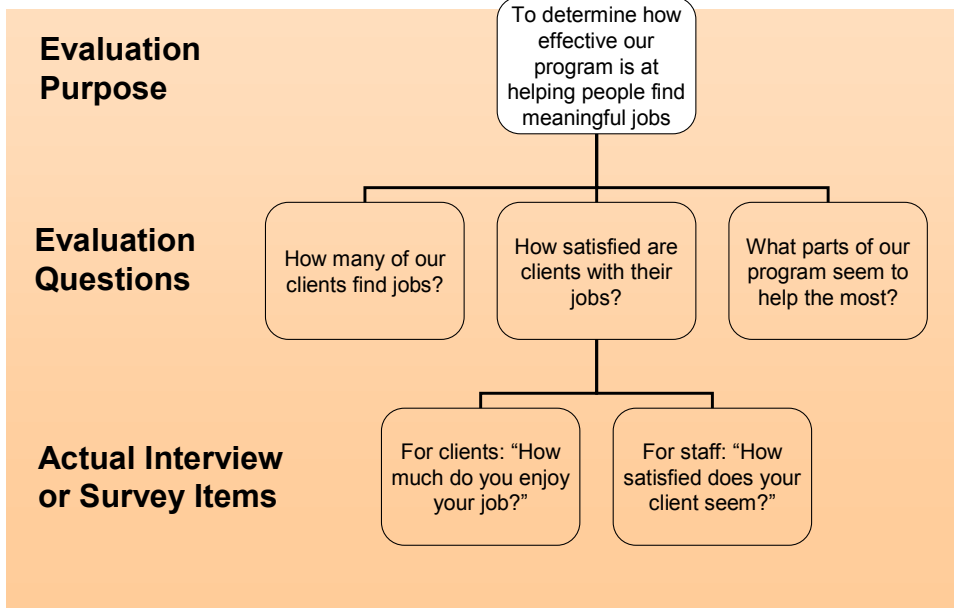 To determine how
effective our
program is at
helping people find
meaningful jobs
Evaluation
Purpose
Evaluation
Questions
How many of our
clients find jobs?
How satisfied are
clients with their
jobs?
What parts of our
program seem to
help the most?
Actual Interview
or Survey Items
For clients: “How
much do you enjoy
your job?”
For staff: “How
satisfied does your
client seem?”